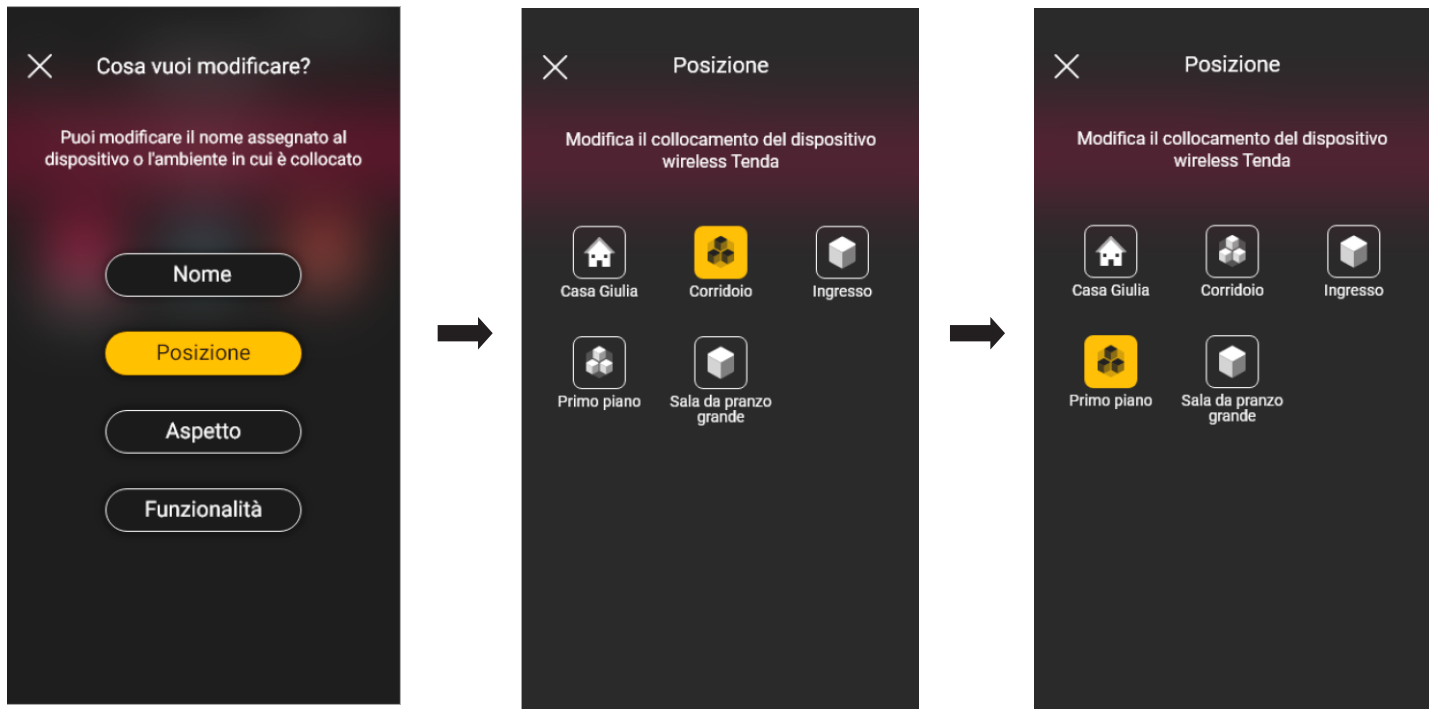 Cosa vuoi modificare?
Puoi modificare il nome assegnato al
dispositivo o l'ambiente in cui è collocato
Nome
Posizione
Aspetto
Funzionalità
Posizione
Modifica il collocamento del dispositivo
wireless Tenda
Casa Giulia
Corridoio
Ingresso
Primo piano
Sala da pranzo
grande
Posizione
Modifica il collocamento del dispositivo
wireless Tenda
Casa Giulia
Corridoio
Ingresso
Primo piano
Sala da pranzo
grande